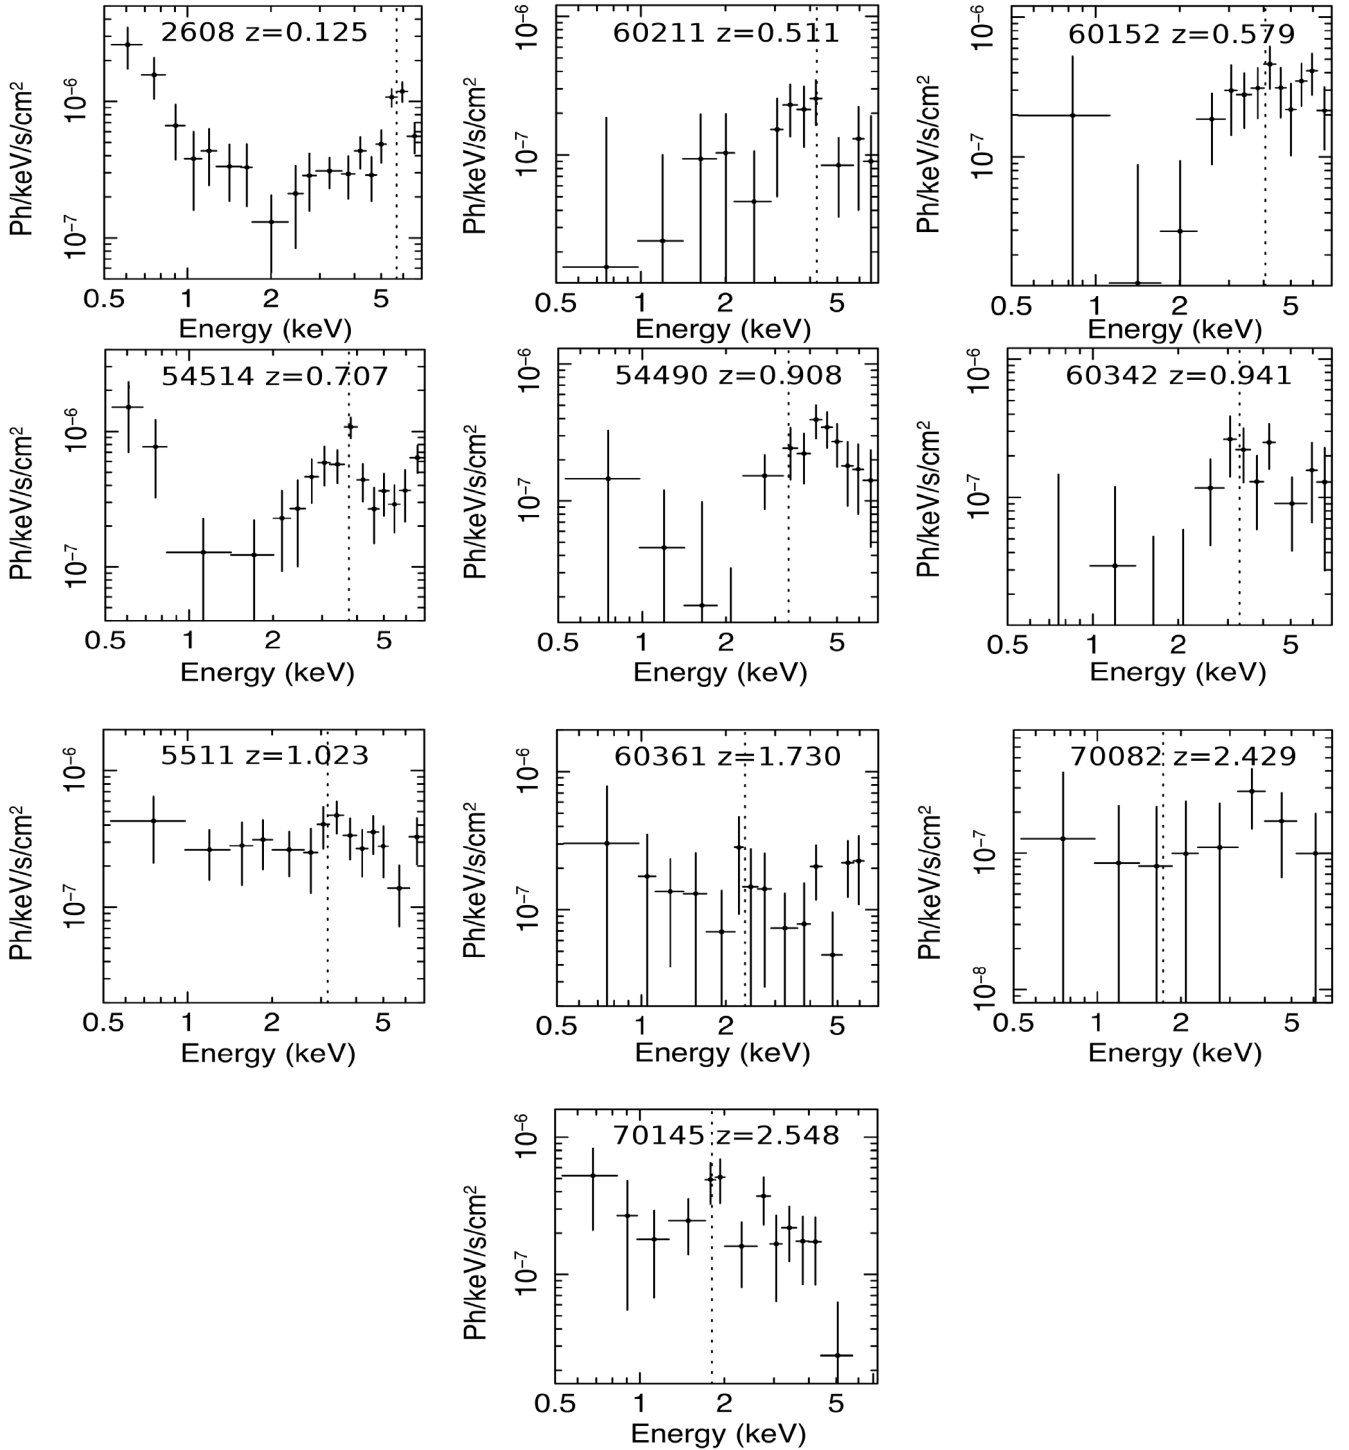 2608 z=0.125
Ph/keV/s/cm²
10⁻⁶
10⁻⁷
0.5 1 2 5
Energy (keV)
60211 z=0.511
Ph/keV/s/cm²
10⁻⁶
10⁻⁷
0.5 1 2 5
Energy (keV)
60152 z=0.579
Ph/keV/s/cm²
10⁻⁶
10⁻⁷
0.5 1 2 5
Energy (keV)
54514 z=0.707
Ph/keV/s/cm²
10⁻⁶
10⁻⁷
0.5 1 2 5
Energy (keV)
54490 z=0.908
Ph/keV/s/cm²
10⁻⁶
10⁻⁷
0.5 1 2 5
Energy (keV)
60342 z=0.941
Ph/keV/s/cm²
10⁻⁶
10⁻⁷
0.5 1 2 5
Energy (keV)
5511 z=1.023
Ph/keV/s/cm²
10⁻⁶
10⁻⁷
0.5 1 2 5
Energy (keV)
60361 z=1.730
Ph/keV/s/cm²
10⁻⁶
10⁻⁷
0.5 1 2 5
Energy (keV)
70082 z=2.429
Ph/keV/s/cm²
10⁻⁷
10⁻⁸
0.5 1 2 5
Energy (keV)
70145 z=2.548
Ph/keV/s/cm²
10⁻⁶
10⁻⁷
0.5 1 2 5
Energy (keV)